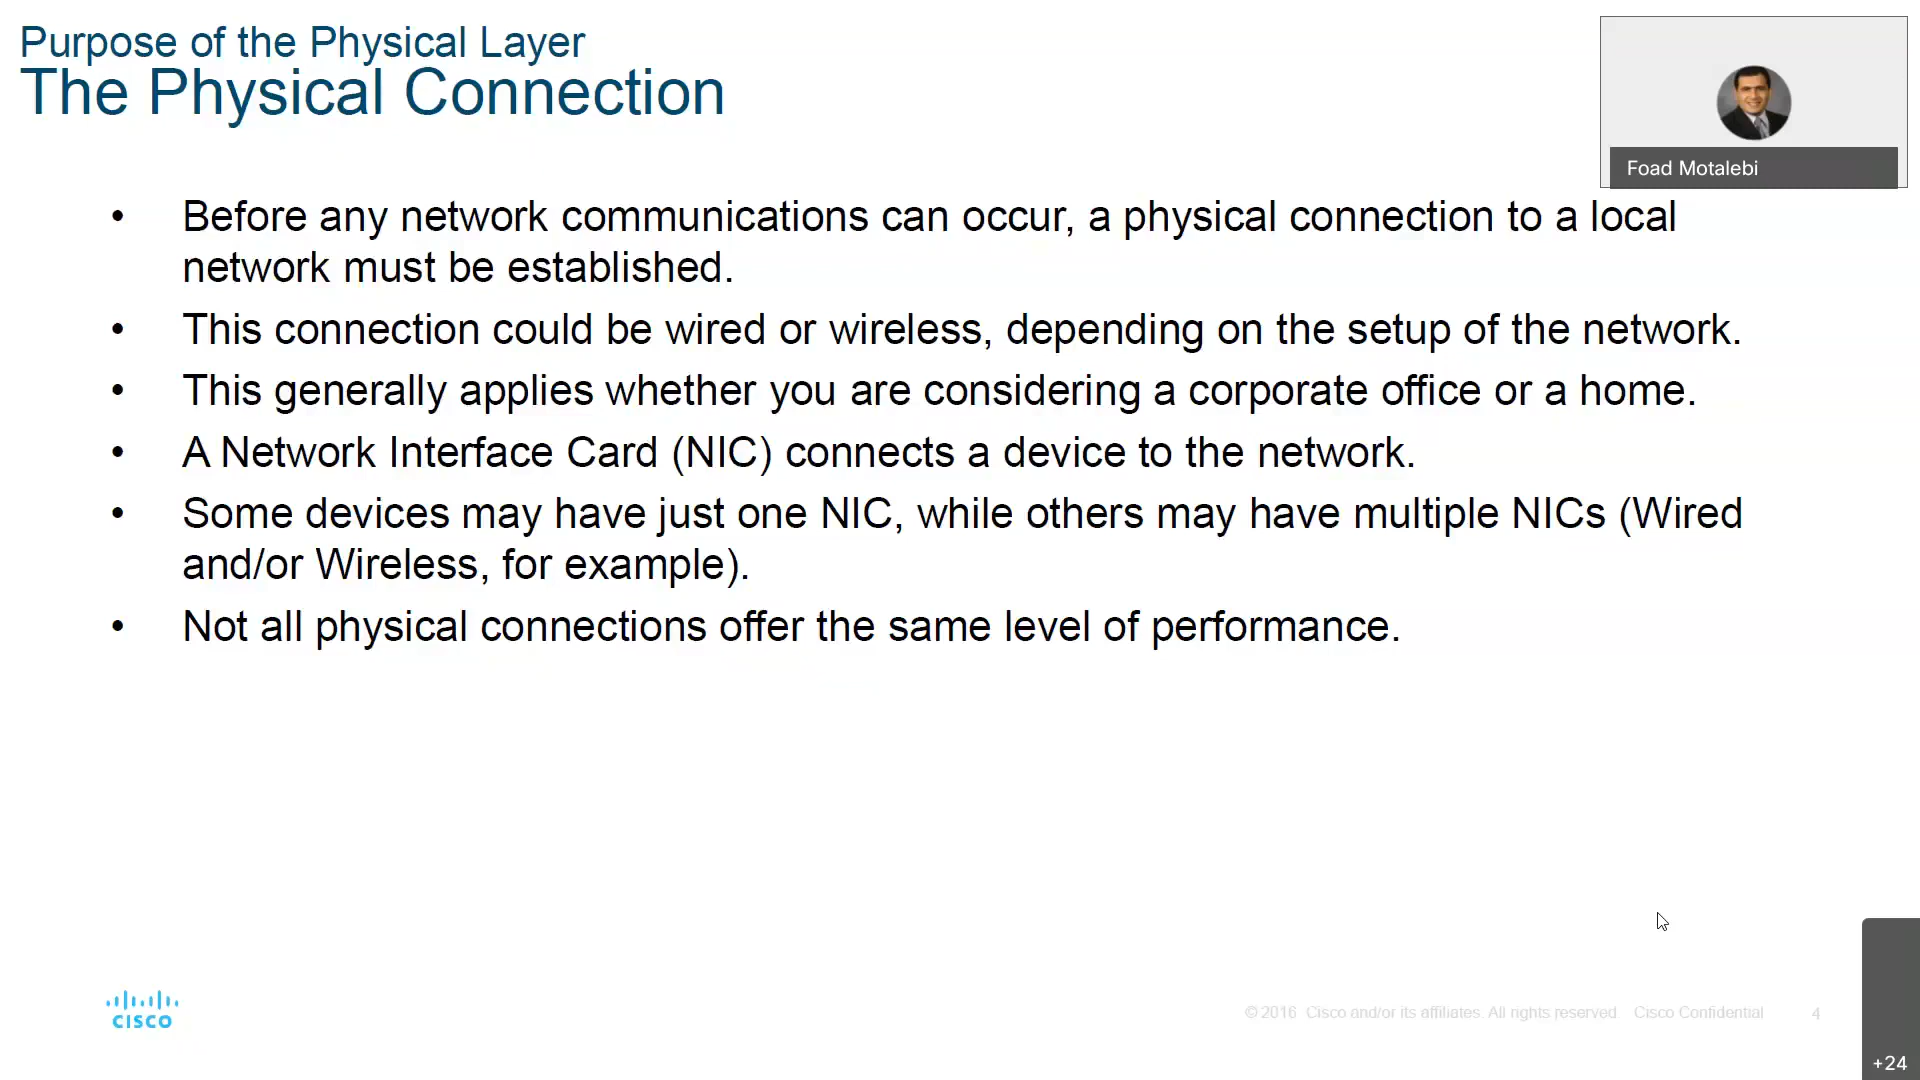 Purpose of the Physical Layer
The Physical Connection
Foad Motalebi
• Before any network communications can occur, a physical connection to a local
network must be established.
• This connection could be wired or wireless, depending on the setup of the network.
• This generally applies whether you are considering a corporate office or a home.
• A Network Interface Card (NIC) connects a device to the network.
• Some devices may have just one NIC, while others may have multiple NICs (Wired
and/or Wireless, for example).
• Not all physical connections offer the same level of performance.
CISCO
© 2016 Cisco and/or its affiliates. All rights reserved. Cisco Confidential 4
+24